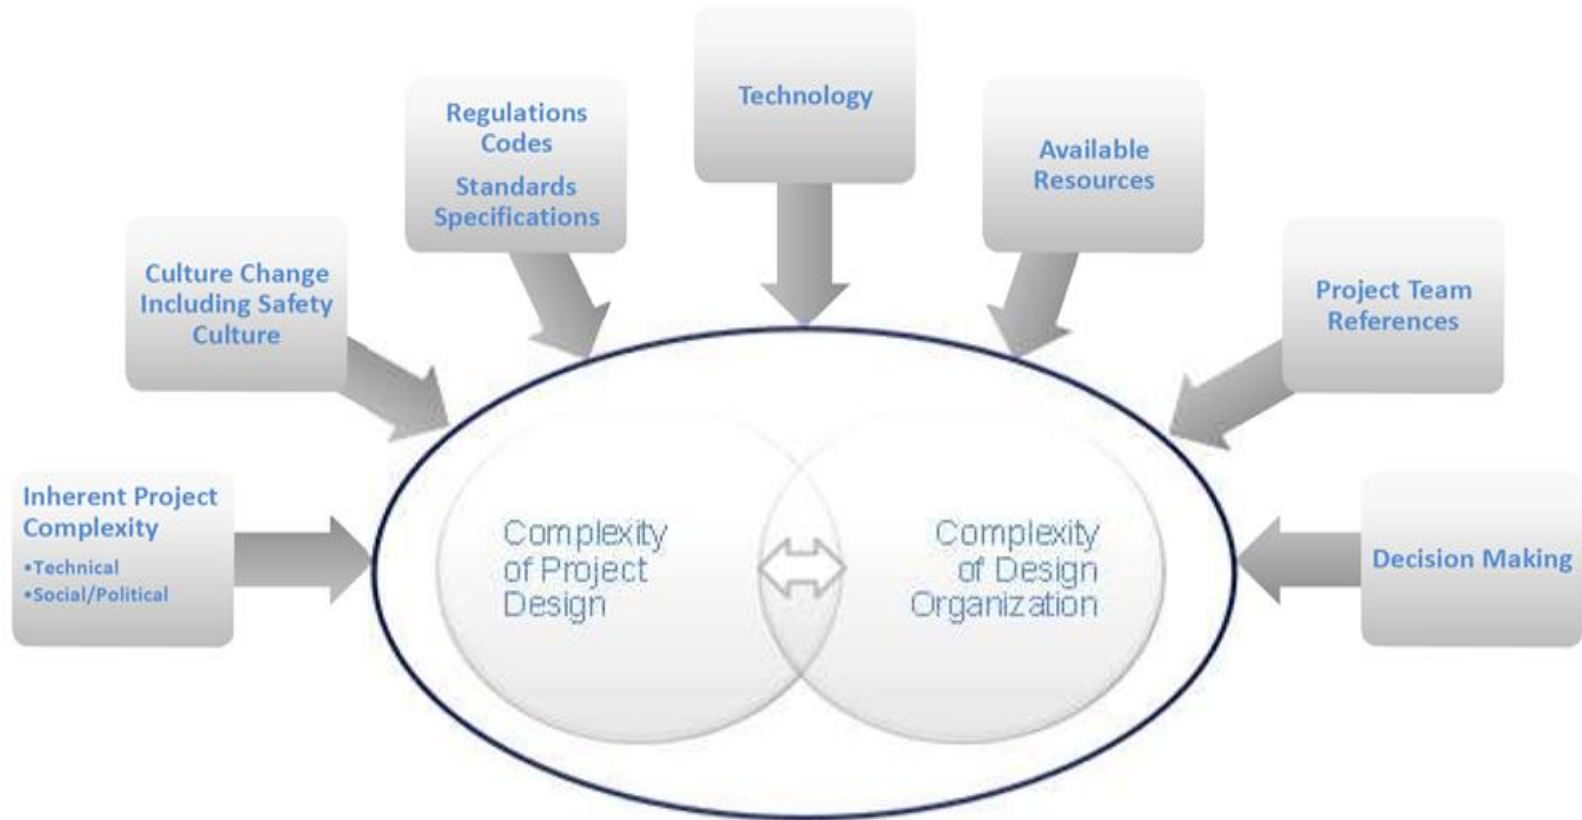 Technology
Regulations
Codes
Standards
Specifications
Available
Resources
Culture Change
Including Safety
Culture
Project Team
References
Inherent Project
Complexity
•Technical
•Social/Political
Complexity
of Project
Design
Complexity
of Design
Organization
Decision Making